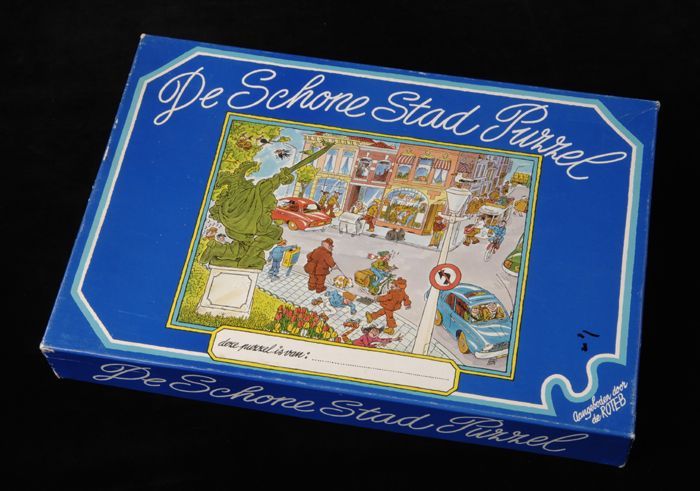 De Schone Stad Puzzel
deze puzzel is van:
Aangeboden door
de ROTEB
De Schone Stad Puzzel